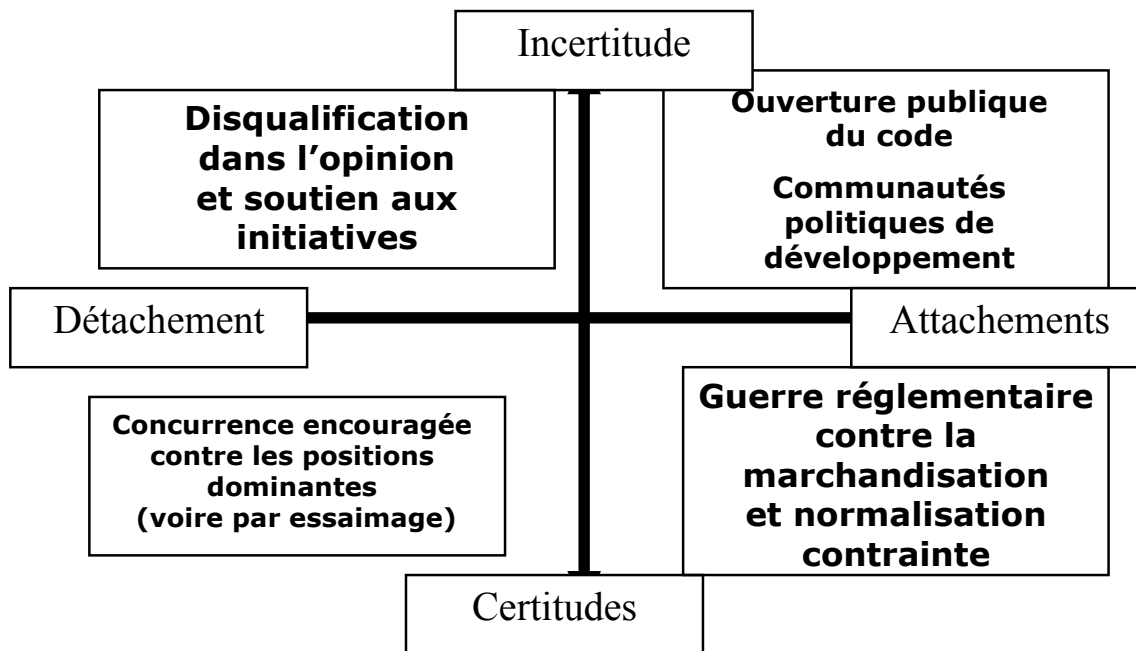 Incertitude
Disqualification
dans l’opinion
et soutien aux
initiatives
Ouverture publique
du code
Communautés
politiques de
développement
Détachement
Attachements
Concurrence encouragée
contre les positions
dominantes
(voire par essaimage)
Guerre réglementaire
contre la
marchandisation
et normalisation
contrainte
Certitudes